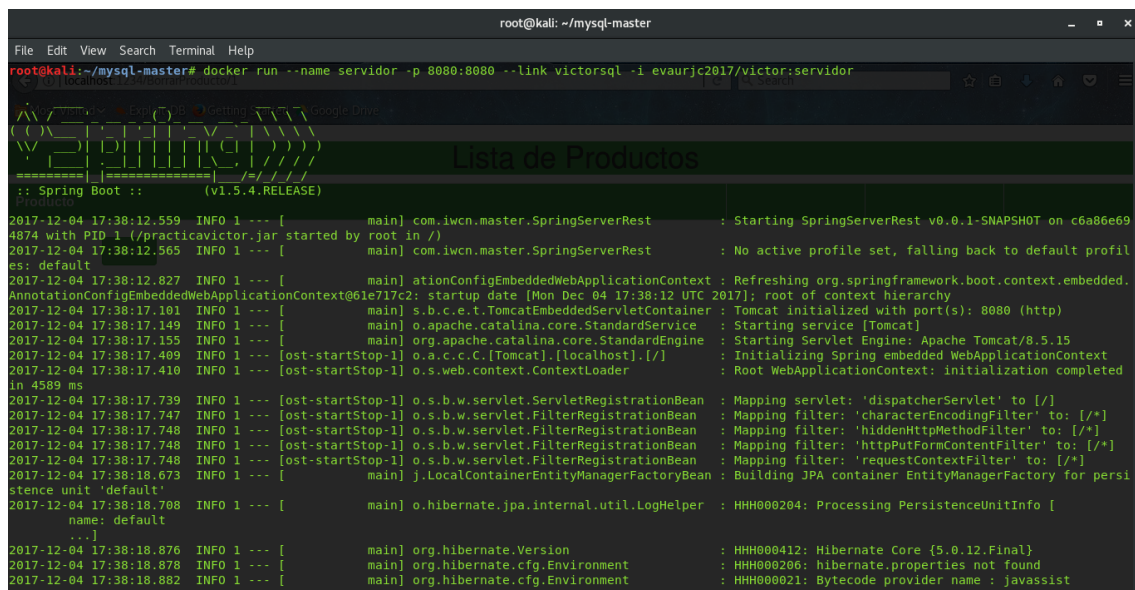 root@kali: ~/mysql-master
File Edit View Search Terminal Help
root@kali:~/mysql-master# docker run --name servidor -p 8080:8080 --link victorsql -i evaurjc2017/victor:servidor
Search
Google Drive
Lista de Productos
:: Spring Boot :: (v1.5.4.RELEASE)
Producto
2017-12-04 17:38:12.559 INFO 1 --- [ main] com.iwcn.master.SpringServerRest : Starting SpringServerRest v0.0.1-SNAPSHOT on c6a86e69
4874 with PID 1 (/practicavictor.jar started by root in /)
2017-12-04 17:38:12.565 INFO 1 --- [ main] com.iwcn.master.SpringServerRest : No active profile set, falling back to default profil
es: default
2017-12-04 17:38:12.827 INFO 1 --- [ main] ationConfigEmbeddedWebApplicationContext : Refreshing org.springframework.boot.context.embedded.
AnnotationConfigEmbeddedWebApplicationContext@61e717c2: startup date [Mon Dec 04 17:38:12 UTC 2017]; root of context hierarchy
2017-12-04 17:38:17.101 INFO 1 --- [ main] s.b.c.e.t.TomcatEmbeddedServletContainer : Tomcat initialized with port(s): 8080 (http)
2017-12-04 17:38:17.149 INFO 1 --- [ main] o.apache.catalina.core.StandardService : Starting service [Tomcat]
2017-12-04 17:38:17.155 INFO 1 --- [ main] org.apache.catalina.core.StandardEngine : Starting Servlet Engine: Apache Tomcat/8.5.15
2017-12-04 17:38:17.409 INFO 1 --- [ost-startStop-1] o.a.c.c.C.[Tomcat].[localhost].[/] : Initializing Spring embedded WebApplicationContext
2017-12-04 17:38:17.410 INFO 1 --- [ost-startStop-1] o.s.web.context.ContextLoader : Root WebApplicationContext: initialization completed
in 4589 ms
2017-12-04 17:38:17.739 INFO 1 --- [ost-startStop-1] o.s.b.w.servlet.ServletRegistrationBean : Mapping servlet: 'dispatcherServlet' to [/]
2017-12-04 17:38:17.747 INFO 1 --- [ost-startStop-1] o.s.b.w.servlet.FilterRegistrationBean : Mapping filter: 'characterEncodingFilter' to: [/*]
2017-12-04 17:38:17.748 INFO 1 --- [ost-startStop-1] o.s.b.w.servlet.FilterRegistrationBean : Mapping filter: 'hiddenHttpMethodFilter' to: [/*]
2017-12-04 17:38:17.748 INFO 1 --- [ost-startStop-1] o.s.b.w.servlet.FilterRegistrationBean : Mapping filter: 'httpPutFormContentFilter' to: [/*]
2017-12-04 17:38:17.748 INFO 1 --- [ost-startStop-1] o.s.b.w.servlet.FilterRegistrationBean : Mapping filter: 'requestContextFilter' to: [/*]
2017-12-04 17:38:18.673 INFO 1 --- [ main] j.LocalContainerEntityManagerFactoryBean : Building JPA container EntityManagerFactory for persi
stence unit 'default'
2017-12-04 17:38:18.708 INFO 1 --- [ main] o.hibernate.jpa.internal.util.LogHelper : HHH000204: Processing PersistenceUnitInfo [
name: default
...]
2017-12-04 17:38:18.876 INFO 1 --- [ main] org.hibernate.Version : HHH000412: Hibernate Core {5.0.12.Final}
2017-12-04 17:38:18.878 INFO 1 --- [ main] org.hibernate.cfg.Environment : HHH000206: hibernate.properties not found
2017-12-04 17:38:18.882 INFO 1 --- [ main] org.hibernate.cfg.Environment : HHH000021: Bytecode provider name : javassist